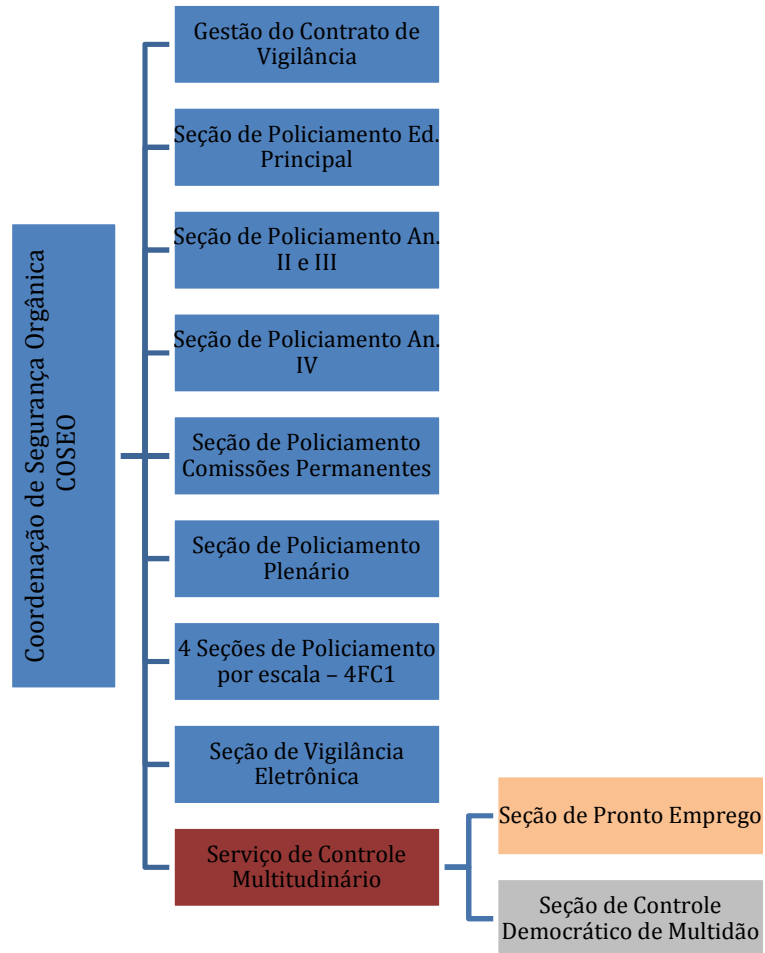 Coordenação de Segurança Orgânica
COSEO
Gestão do Contrato de
Vigilância
Seção de Policiamento Ed.
Principal
Seção de Policiamento An.
II e III
Seção de Policiamento An.
IV
Seção de Policiamento
Comissões Permanentes
Seção de Policiamento
Plenário
4 Seções de Policiamento
por escala – 4FC1
Seção de Vigilância
Eletrônica
Serviço de Controle
Multitudinário
Seção de Pronto Emprego
Seção de Controle
Democrático de Multidão